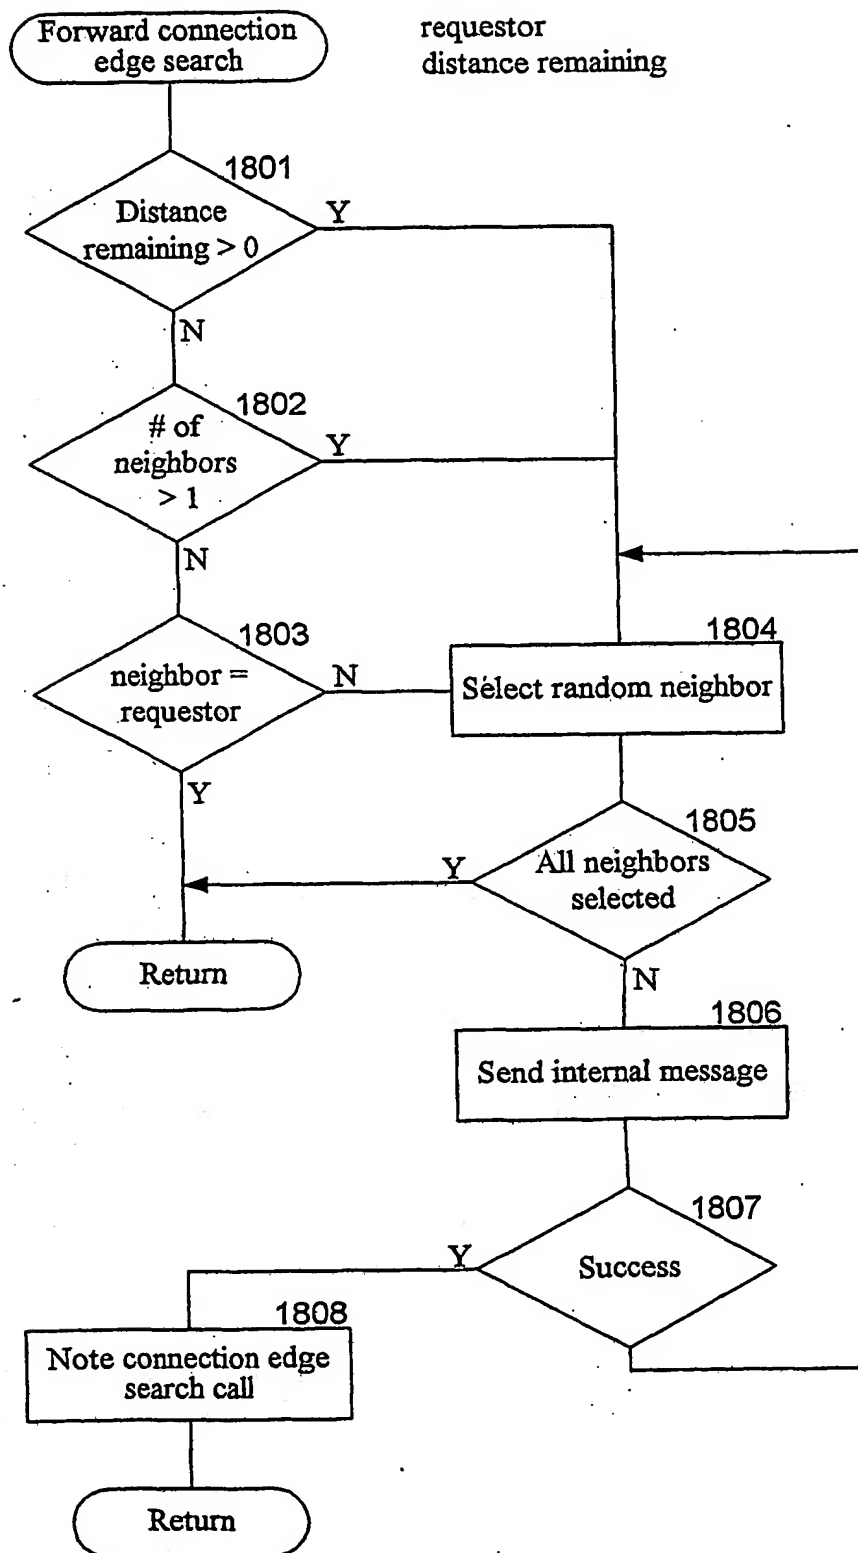 Forward connection
edge search
requestor
distance remaining
1801
Distance
remaining > 0
Y
N
1802
# of
neighbors
> 1
Y
N
1803
neighbor =
requestor
N
Y
1804
Select random neighbor
1805
All neighbors
selected
Y
N
Return
1806
Send internal message
1807
Success
Y
1808
Note connection edge
search call
Return